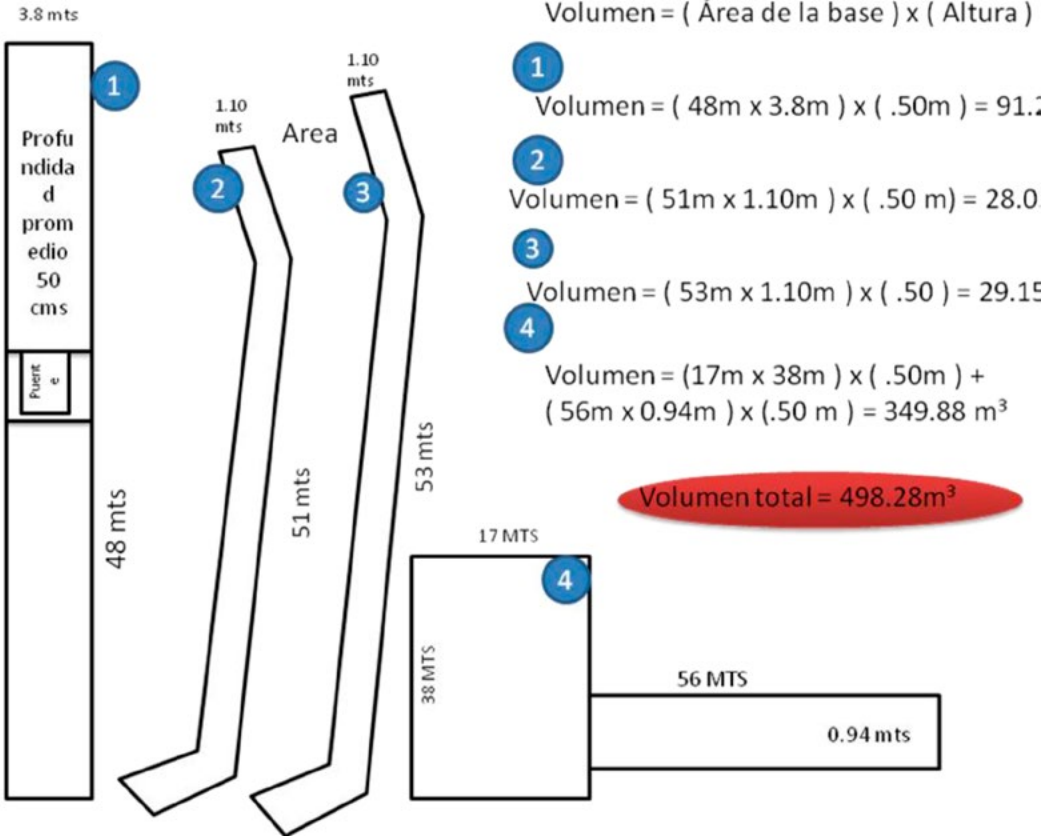 3.8 mts
1
Profu
ndida
d
prom
edio
50
cms
Puent
e
48 mts
1.10
mts
2
51 mts
Area
1.10
mts
3
53 mts
Volumen = ( Área de la base ) x ( Altura )
1
Volumen = ( 48m x 3.8m ) x ( .50m ) = 91.2
2
Volumen = ( 51m x 1.10m ) x ( .50 m) = 28.0
3
Volumen = ( 53m x 1.10m ) x ( .50 ) = 29.15
4
Volumen = (17m x 38m ) x ( .50m ) +
( 56m x 0.94m ) x (.50 m ) = 349.88 m³
Volumen total = 498.28m³
17 MTS
4
38 MTS
56 MTS
0.94 mts